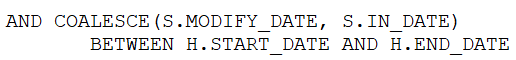 AND COALESCE(S.MODIFY_DATE, S.IN_DATE)
BETWEEN H.START_DATE AND H.END_DATE